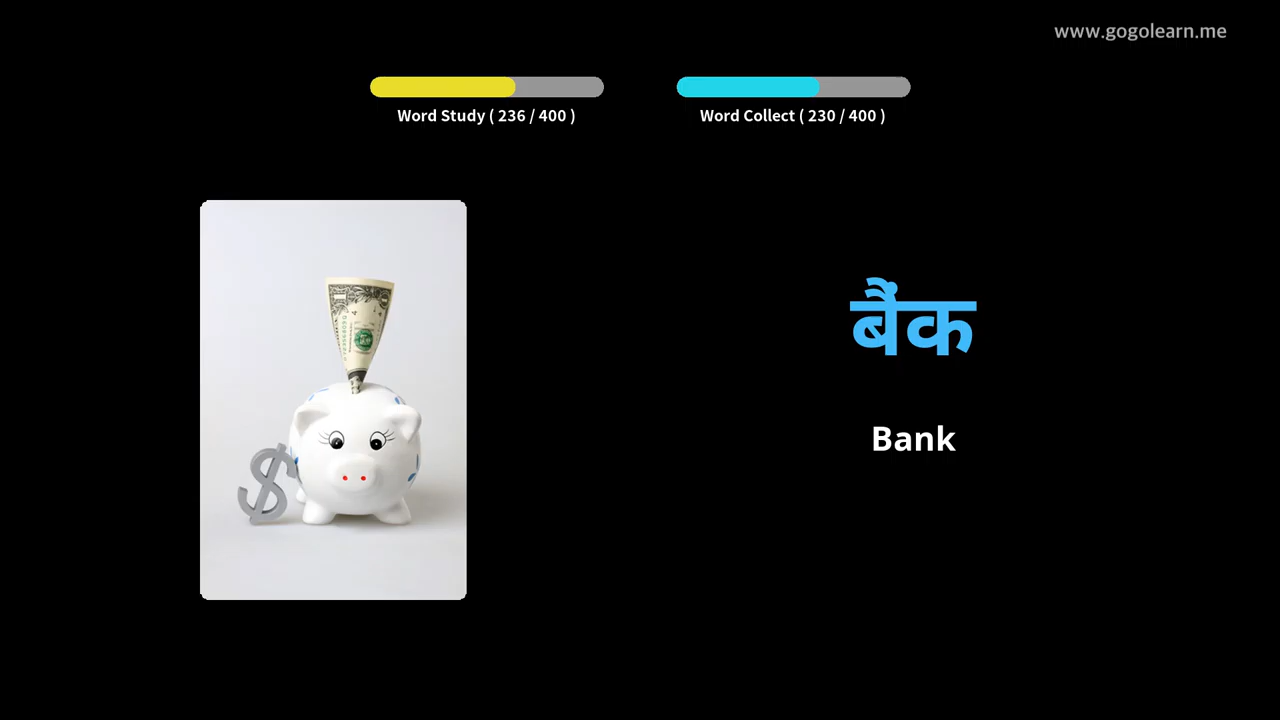 www.gogolearn.me
Word Study ( 236 / 400 )
Word Collect ( 230 / 400 )
बैंक
Bank
$